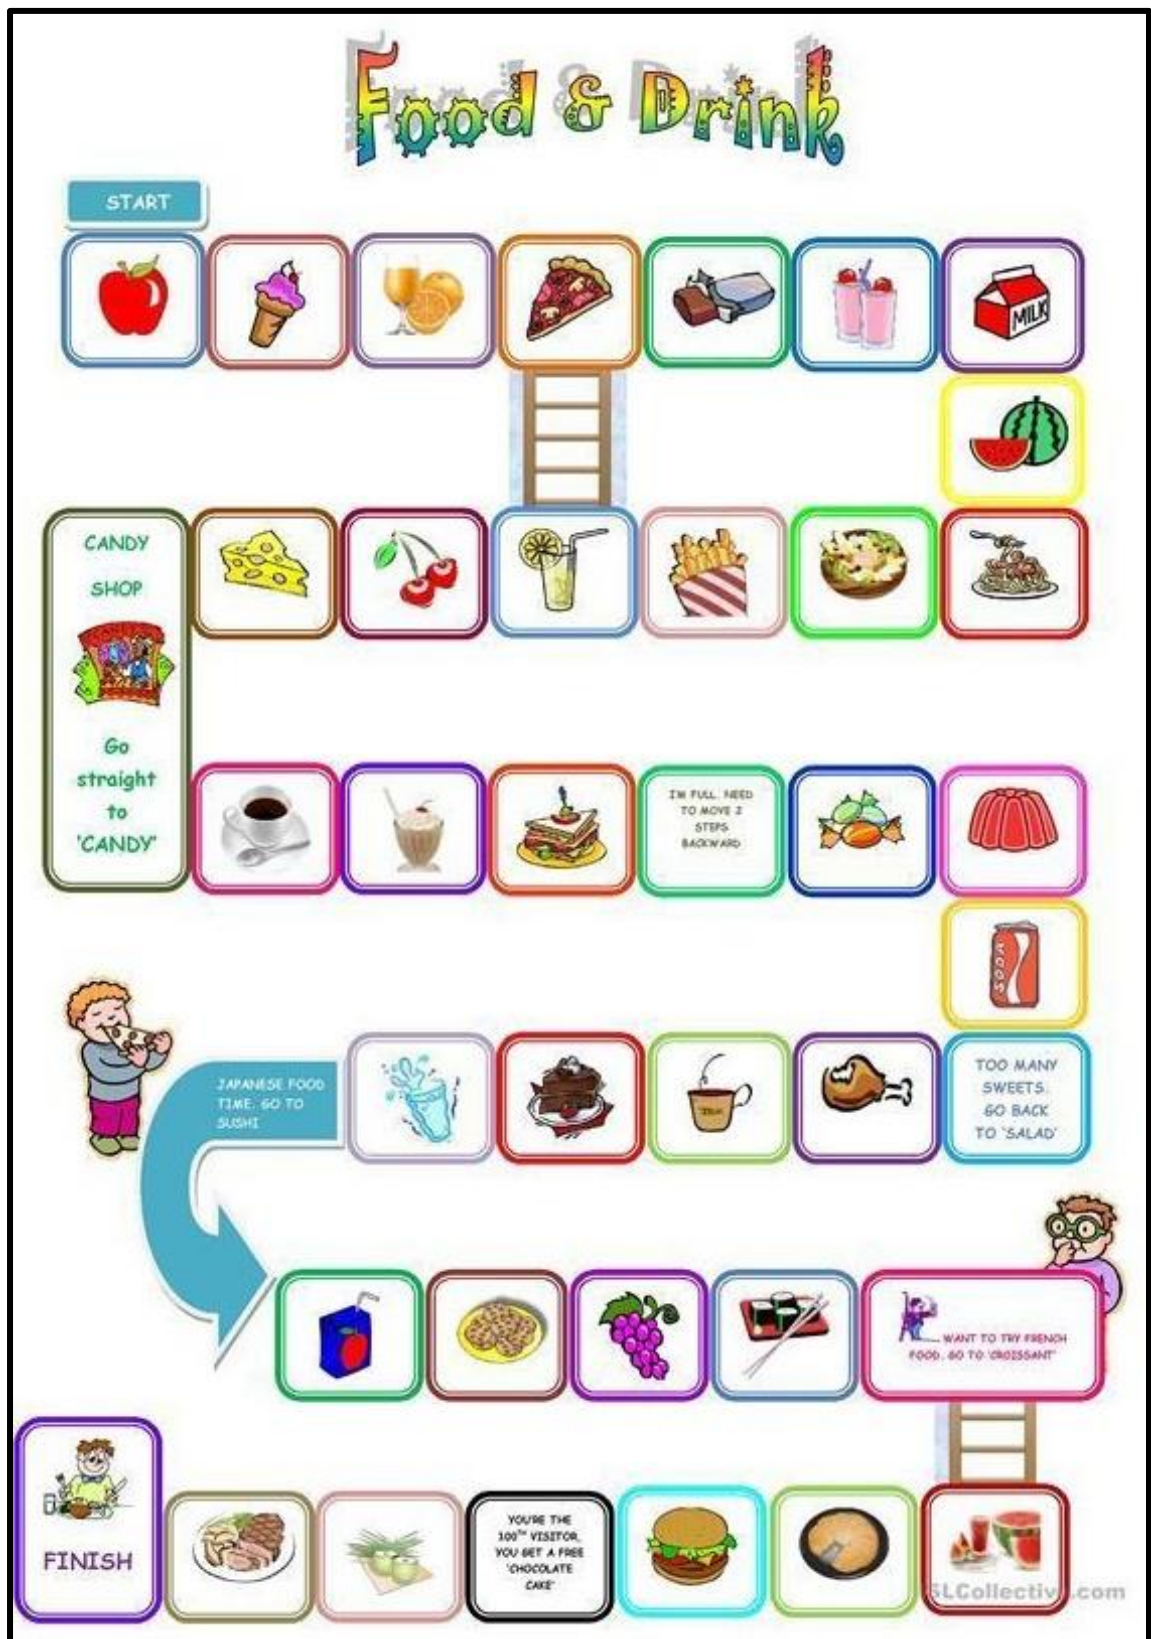 Food & Drink
START
MILK
CANDY
SHOP
Go
straight
to
'CANDY'
I'M FULL. NEED
TO MOVE 2
STEPS
BACKWARD
SODA
JAPANESE FOOD
TIME. GO TO
SUSHI
TOO MANY
SWEETS.
GO BACK
TO 'SALAD'
WANT TO TRY FRENCH
FOOD. GO TO 'CROISSANT'
FINISH
YOU'RE THE
100TH VISITOR,
YOU GET A FREE
'CHOCOLATE
CAKE'
SLCollective.com